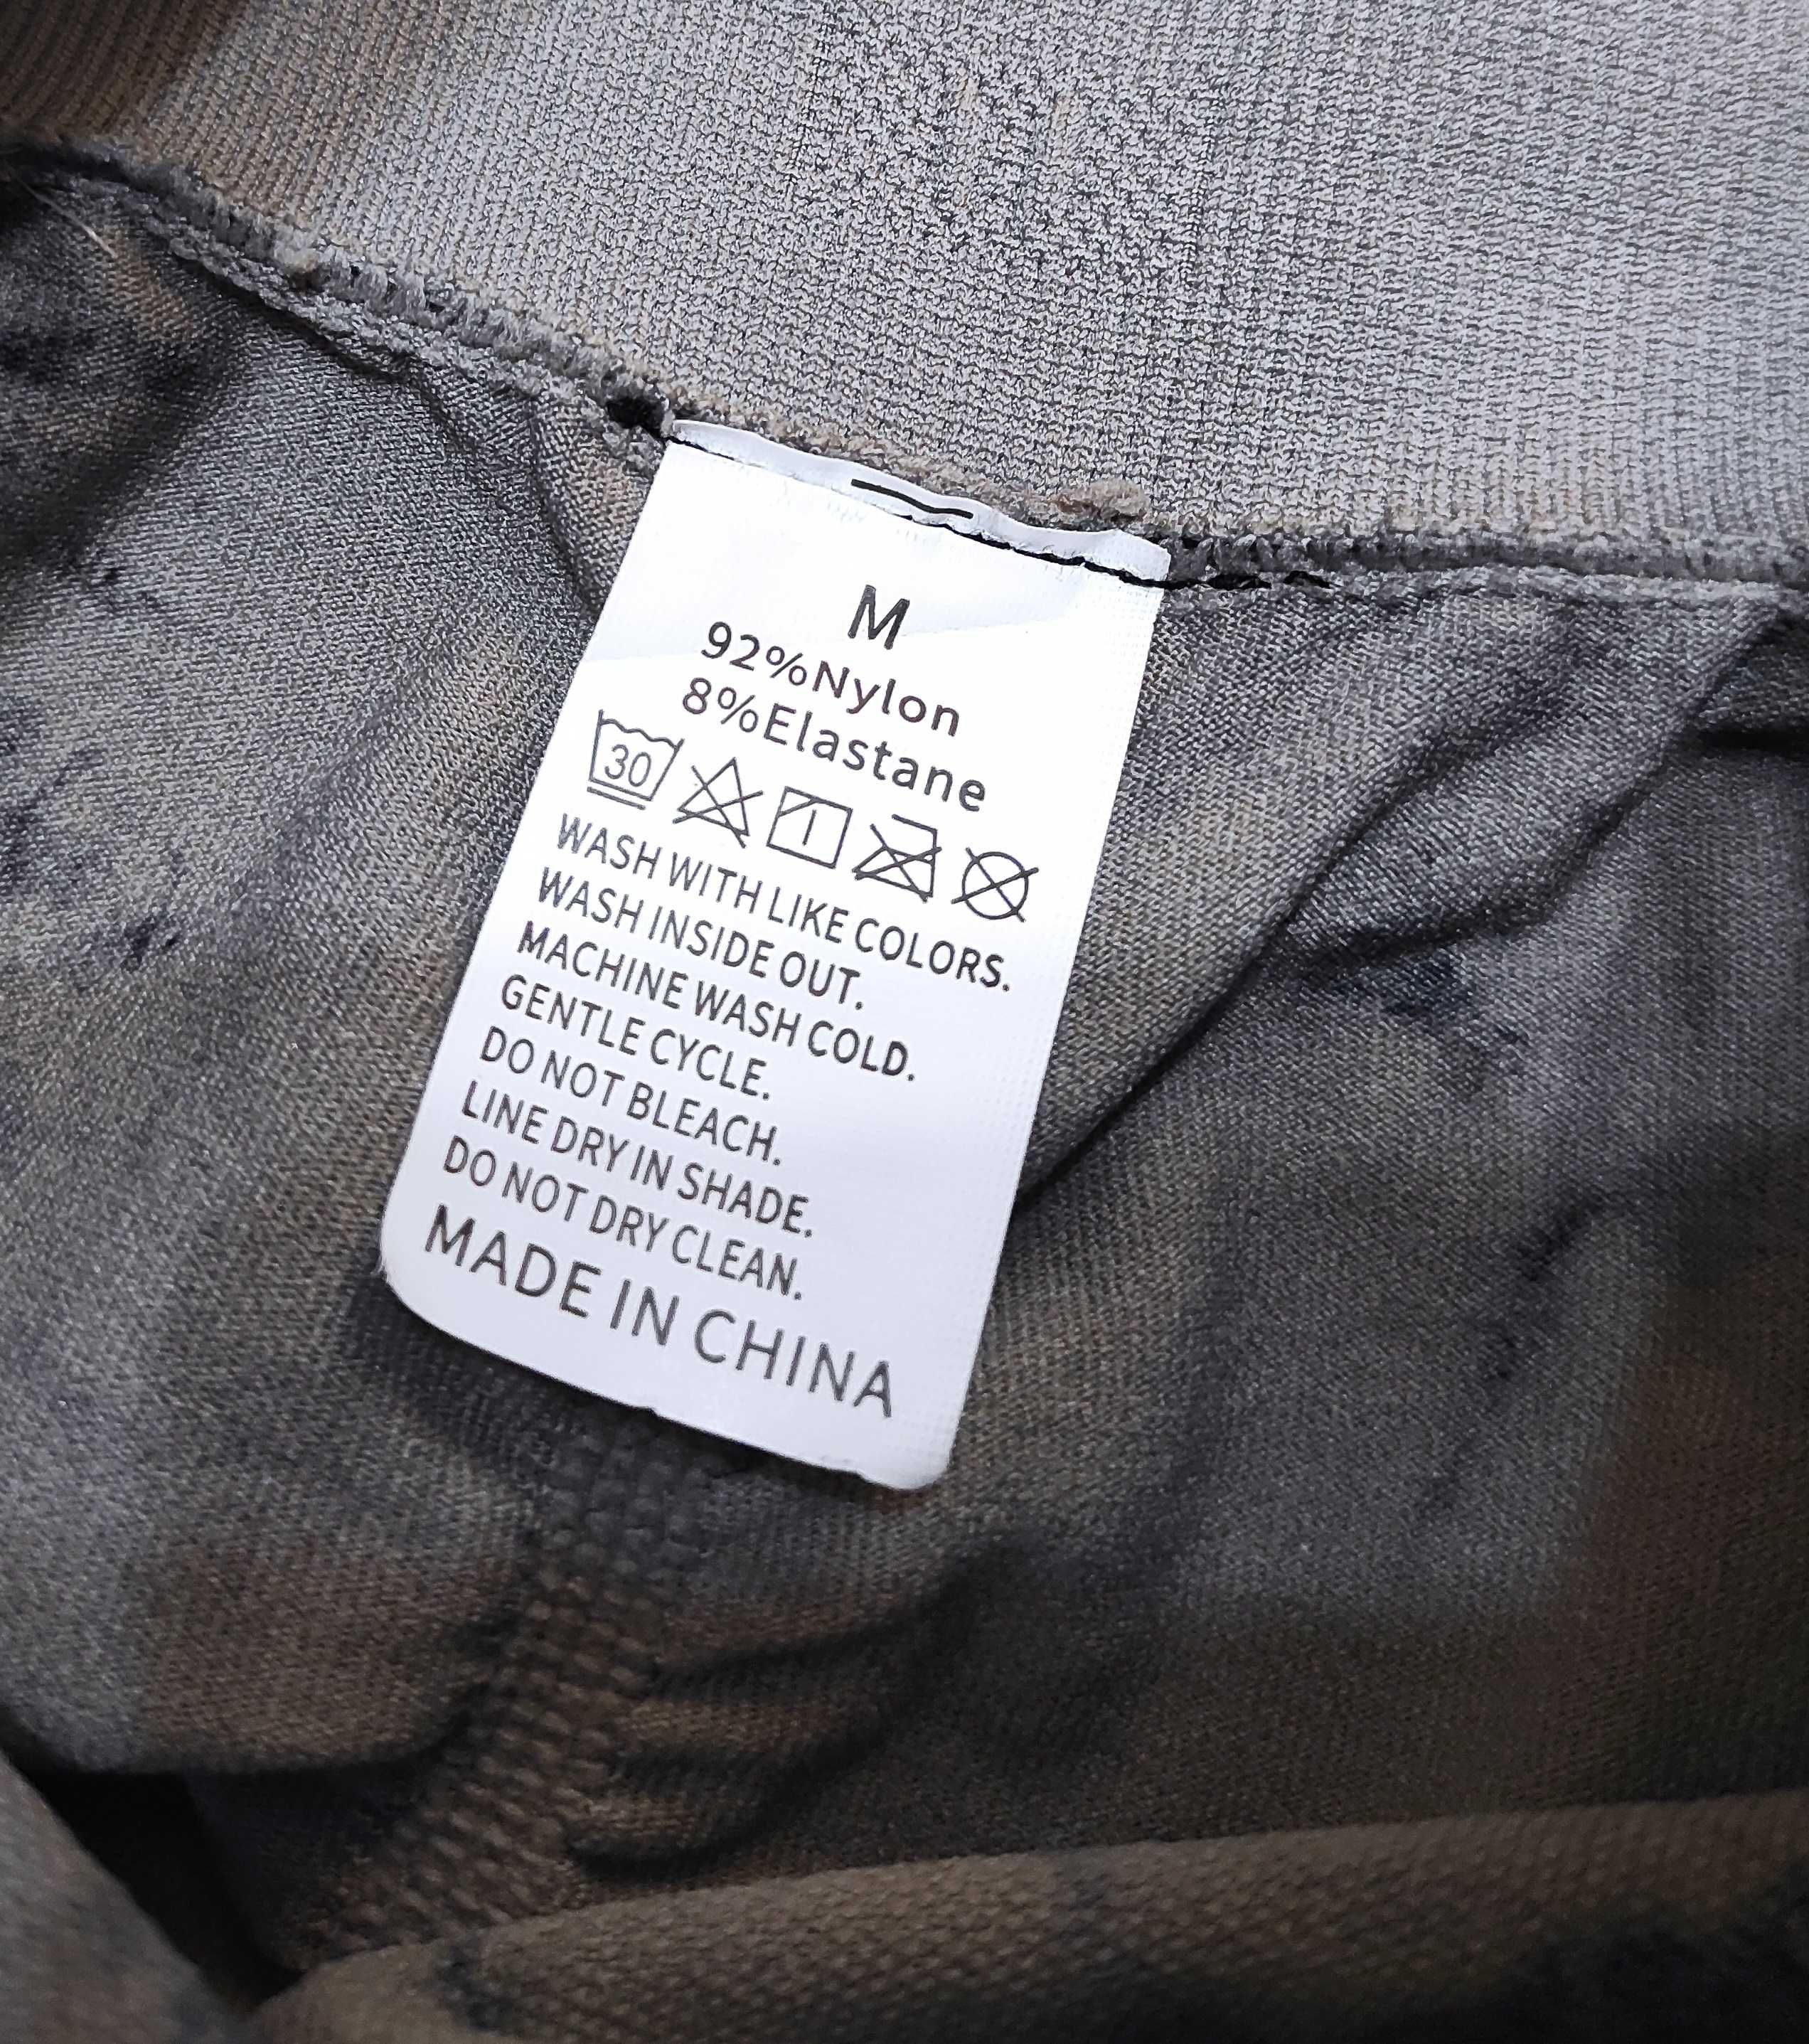 M
92%Nylon
8%Elastane
30
WASH WITH LIKE COLORS.
WASH INSIDE OUT.
MACHINE WASH COLD.
GENTLE CYCLE.
DO NOT BLEACH.
LINE DRY IN SHADE.
DO NOT DRY CLEAN.
MADE IN CHINA